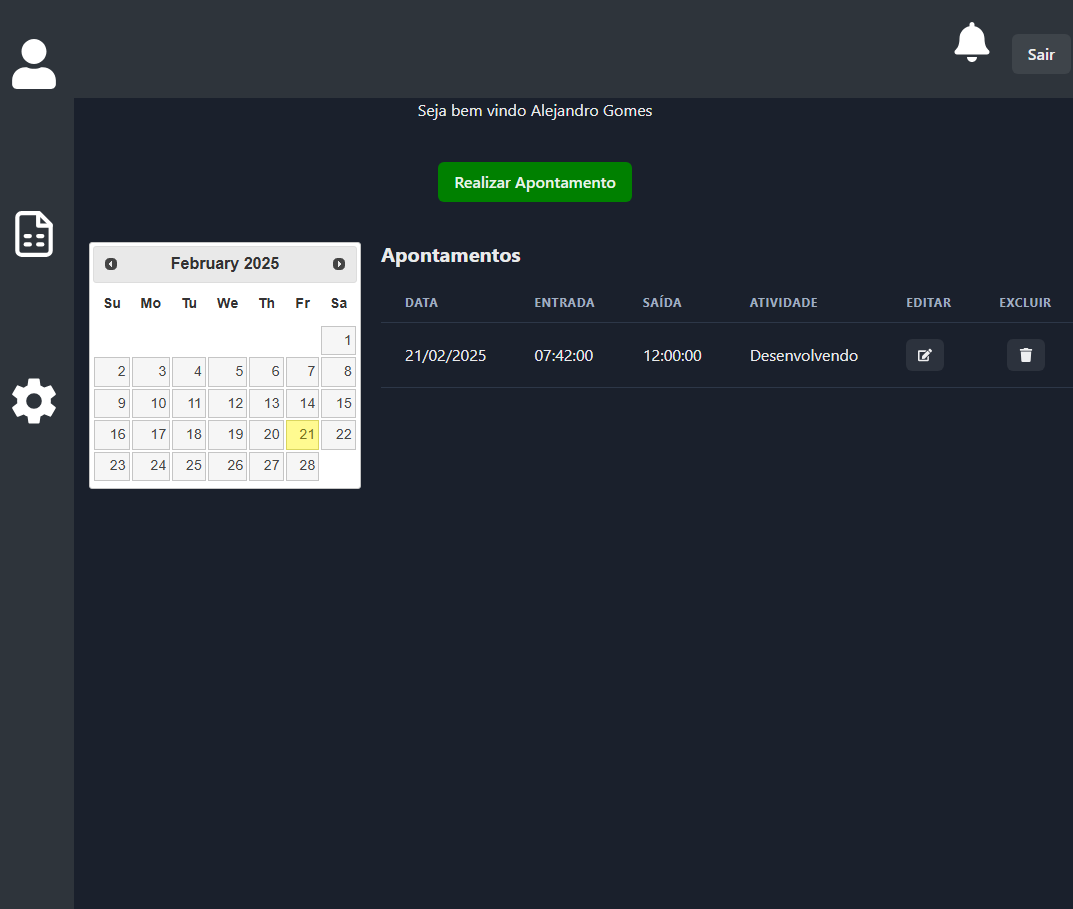 Sair
Seja bem vindo Alejandro Gomes
Realizar Apontamento
February 2025
Su Mo Tu We Th Fr Sa
1
2 3 4 5 6 7 8
9 10 11 12 13 14 15
16 17 18 19 20 21 22
23 24 25 26 27 28
Apontamentos
DATA ENTRADA SAÍDA ATIVIDADE EDITAR EXCLUIR
21/02/2025 07:42:00 12:00:00 Desenvolvendo